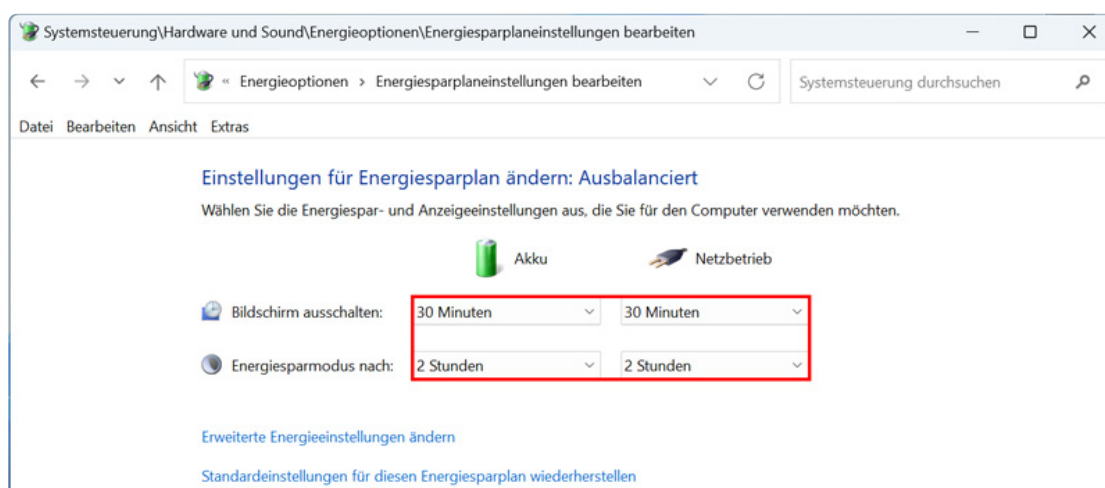 Systemsteuerung\Hardware und Sound\Energieoptionen\Energiesparplaneinstellungen bearbeiten
« Energieoptionen > Energiesparplaneinstellungen bearbeiten
Systemsteuerung durchsuchen
Datei Bearbeiten Ansicht Extras
Einstellungen für Energiesparplan ändern: Ausbalanciert
Wählen Sie die Energiespar- und Anzeigeeinstellungen aus, die Sie für den Computer verwenden möchten.
Akku Netzbetrieb
Bildschirm ausschalten: 30 Minuten 30 Minuten
Energiesparmodus nach: 2 Stunden 2 Stunden
Erweiterte Energieeinstellungen ändern
Standardeinstellungen für diesen Energiesparplan wiederherstellen